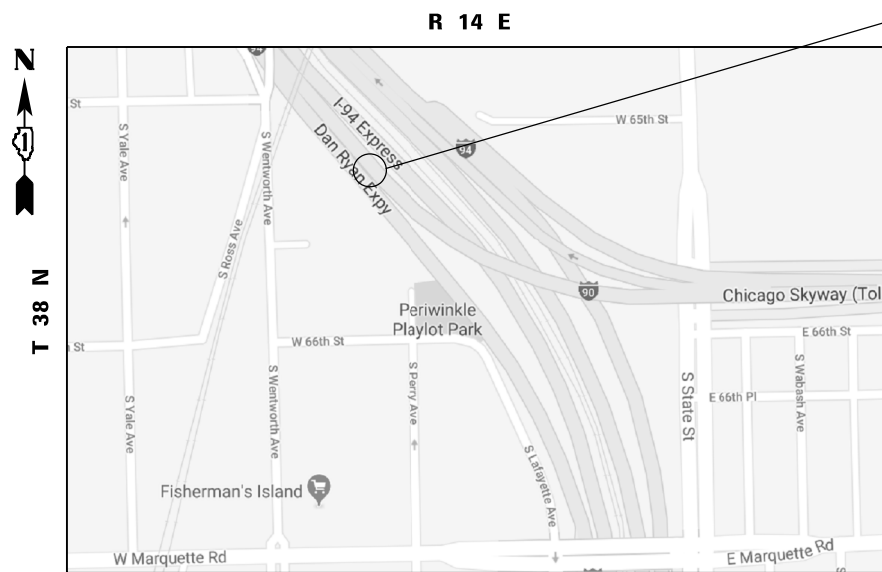 R 14 E
N
1
T 38 N
94
St
I-94 Express
W 65th St
94
S Yale Ave
S Wentworth Ave
Dan Ryan Expy
S Ross Ave
90
Chicago Skyway (Tol
Periwinkle
Playlot Park
W 66th St
E 66th St
St
S Yale Ave
S Wentworth Ave
S Perry Ave
S State St
E 66th Pl
S Wabash Ave
S Lafayette Ave
Fisherman's Island
W Marquette Rd
E Marquette Rd